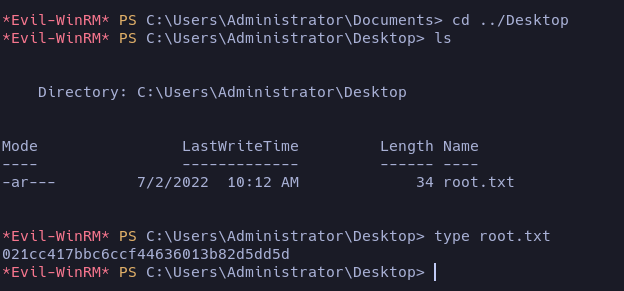 *Evil-WinRM* PS C:\Users\Administrator\Documents> cd ../Desktop
*Evil-WinRM* PS C:\Users\Administrator\Desktop> ls
Directory: C:\Users\Administrator\Desktop
Mode                LastWriteTime         Length Name
----                -------------         ------ ----
-ar---         7/2/2022  10:12 AM             34 root.txt
*Evil-WinRM* PS C:\Users\Administrator\Desktop> type root.txt
021cc417bbc6ccf44636013b82d5dd5d
*Evil-WinRM* PS C:\Users\Administrator\Desktop>